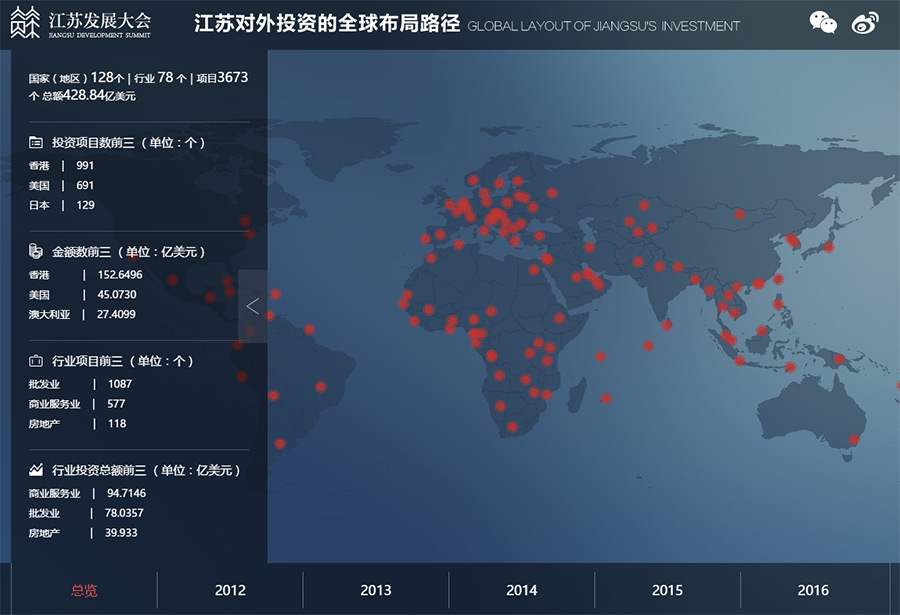 江苏发展大会
JIANGSU DEVELOPMENT SUMMIT
江苏对外投资的全球布局路径 GLOBAL LAYOUT OF JIANGSU'S INVESTMENT
国家（地区）128个 | 行业 78 个 | 项目3673
个 总额428.84亿美元
投资项目数前三（单位：个）
香港 | 991
美国 | 691
日本 | 129
金额数前三（单位：亿美元）
香港 | 152.6496
美国 | 45.0730
澳大利亚 | 27.4099
行业项目前三（单位：个）
批发业 | 1087
商业服务业 | 577
房地产 | 118
行业投资总额前三（单位：亿美元）
商业服务业 | 94.7146
批发业 | 78.0357
房地产 | 39.933
总览 2012 2013 2014 2015 2016